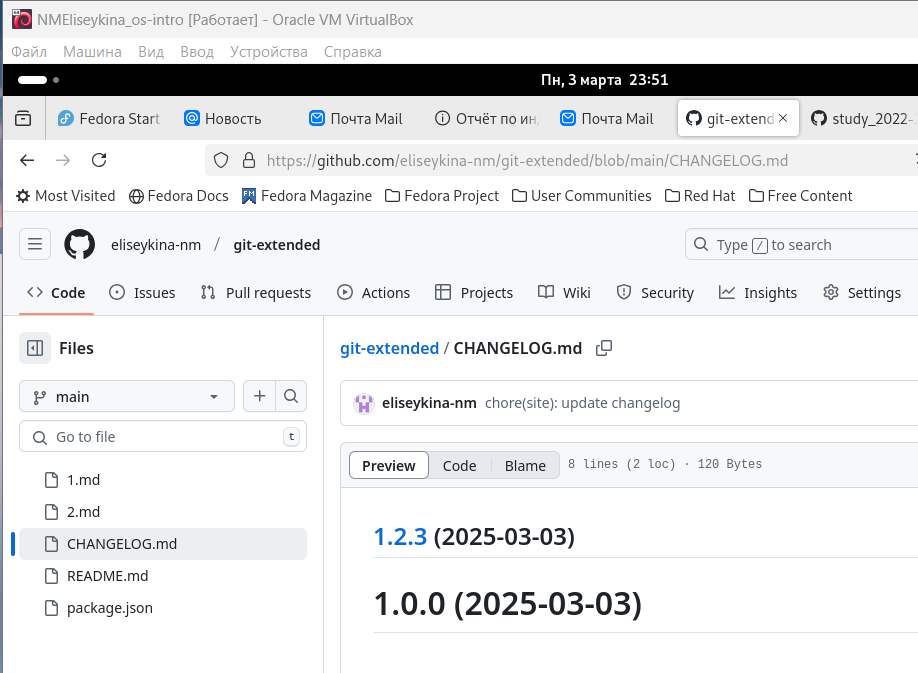 NMEliseykina_os-intro [Работает] - Oracle VM VirtualBox
Файл Машина Вид Ввод Устройства Справка
Пн, 3 марта 23:51
Fedora Start Новость Почта Mail Отчёт по ин. Почта Mail git-extend study_2022-
https://github.com/eliseykina-nm/git-extended/blob/main/CHANGELOG.md
Most Visited Fedora Docs Fedora Magazine Fedora Project User Communities Red Hat Free Content
eliseykina-nm / git-extended Type / to search
Code Issues Pull requests Actions Projects Wiki Security Insights Settings
Files
git-extended / CHANGELOG.md
main
eliseykina-nm chore(site): update changelog
Go to file t
Preview Code Blame 8 lines (2 loc) · 120 Bytes
1.md
2.md
CHANGELOG.md
README.md
package.json
1.2.3 (2025-03-03)
1.0.0 (2025-03-03)